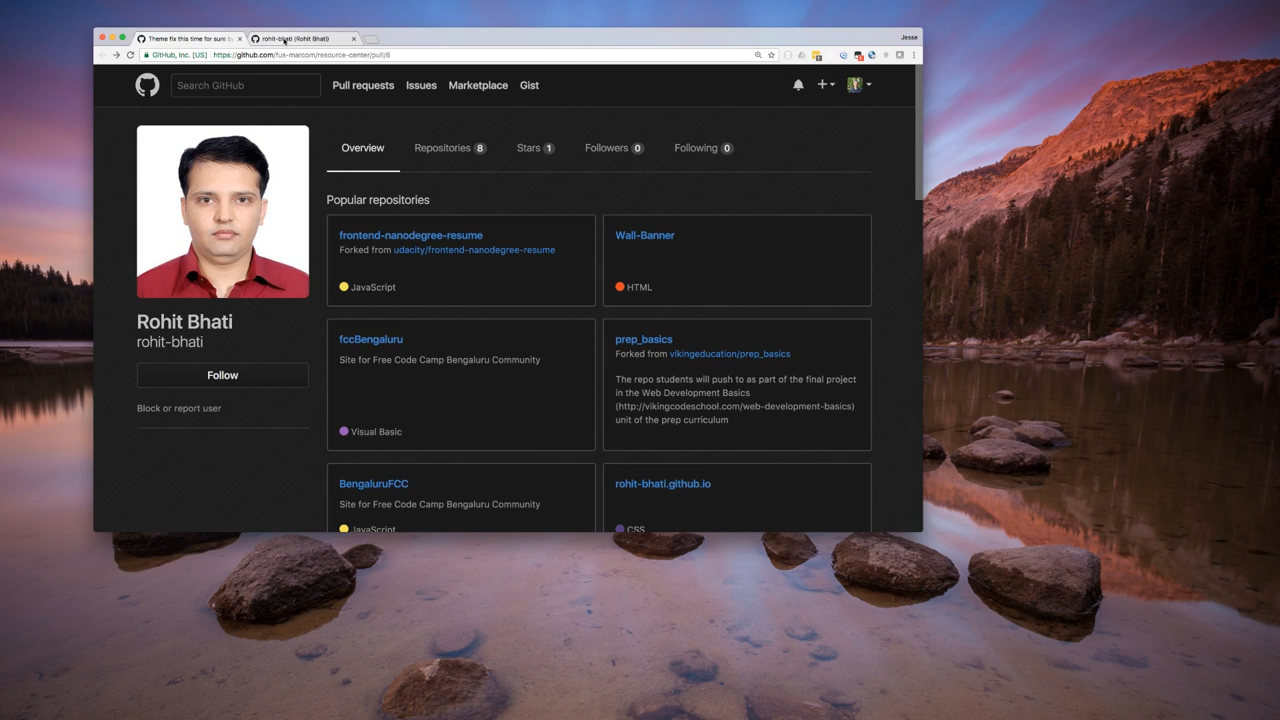 Theme fix this time for sure by
rohit-bhati (Rohit Bhati)
Jesse
GitHub, Inc. [US]
https://github.com/fus-marcom/resource-center/pull/6
Search GitHub
Pull requests
Issues
Marketplace
Gist
Overview
Repositories 8
Stars 1
Followers 0
Following 0
Popular repositories
frontend-nanodegree-resume
Forked from udacity/frontend-nanodegree-resume
JavaScript
Wall-Banner
HTML
Rohit Bhati
rohit-bhati
Follow
Block or report user
fccBengaluru
Site for Free Code Camp Bengaluru Community
Visual Basic
prep_basics
Forked from vikingeducation/prep_basics
The repo students will push to as part of the final project
in the Web Development Basics
(http://vikingcodeschool.com/web-development-basics)
unit of the prep curriculum
BengaluruFCC
Site for Free Code Camp Bengaluru Community
JavaScript
rohit-bhati.github.io
CSS